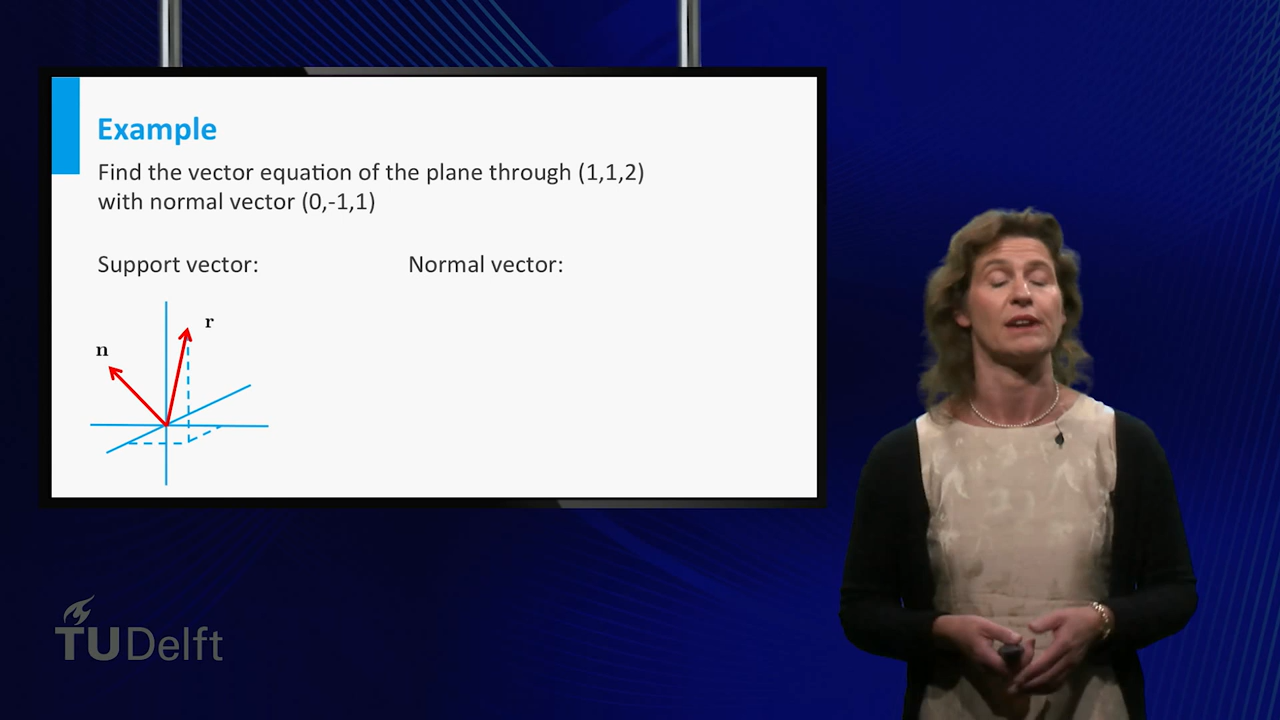 Example
Find the vector equation of the plane through (1,1,2)
with normal vector (0,-1,1)
Support vector:
Normal vector:
r
n
TUDelft